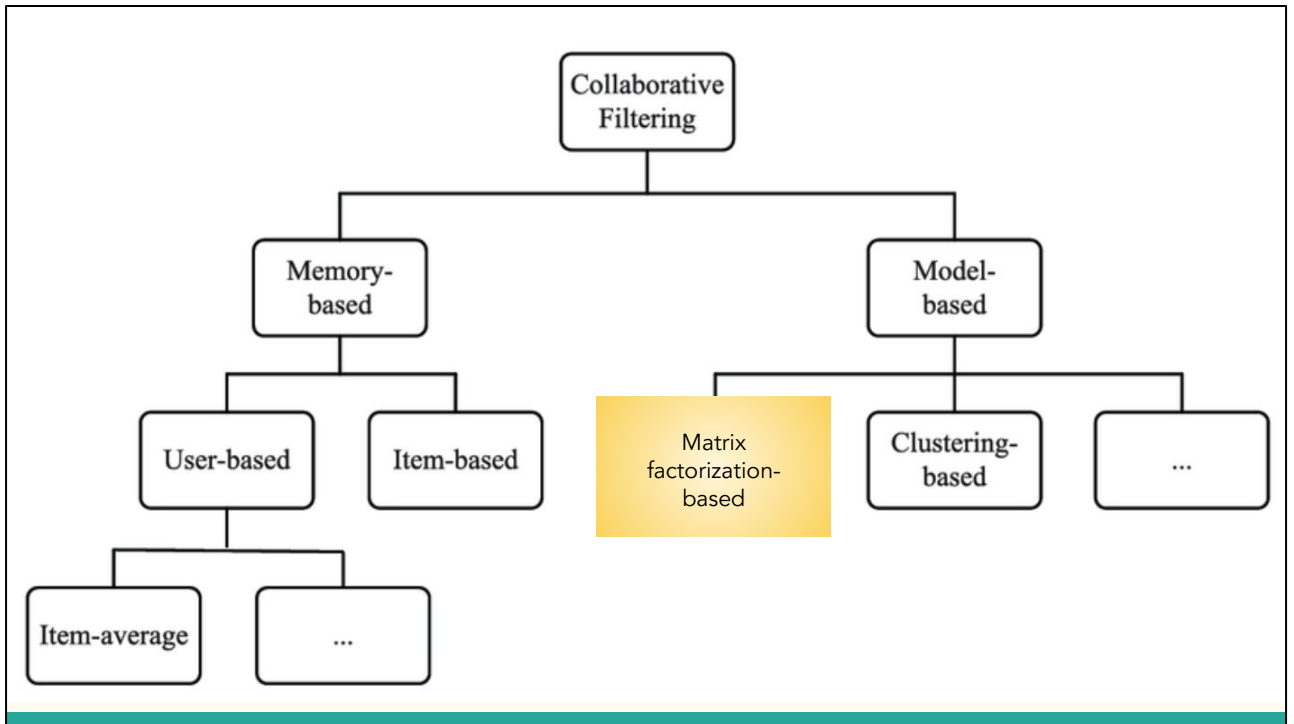 Collaborative
Filtering
Memory-
based
Model-
based
User-based
Item-based
Matrix
factorization-
based
Clustering-
based
...
Item-average
...